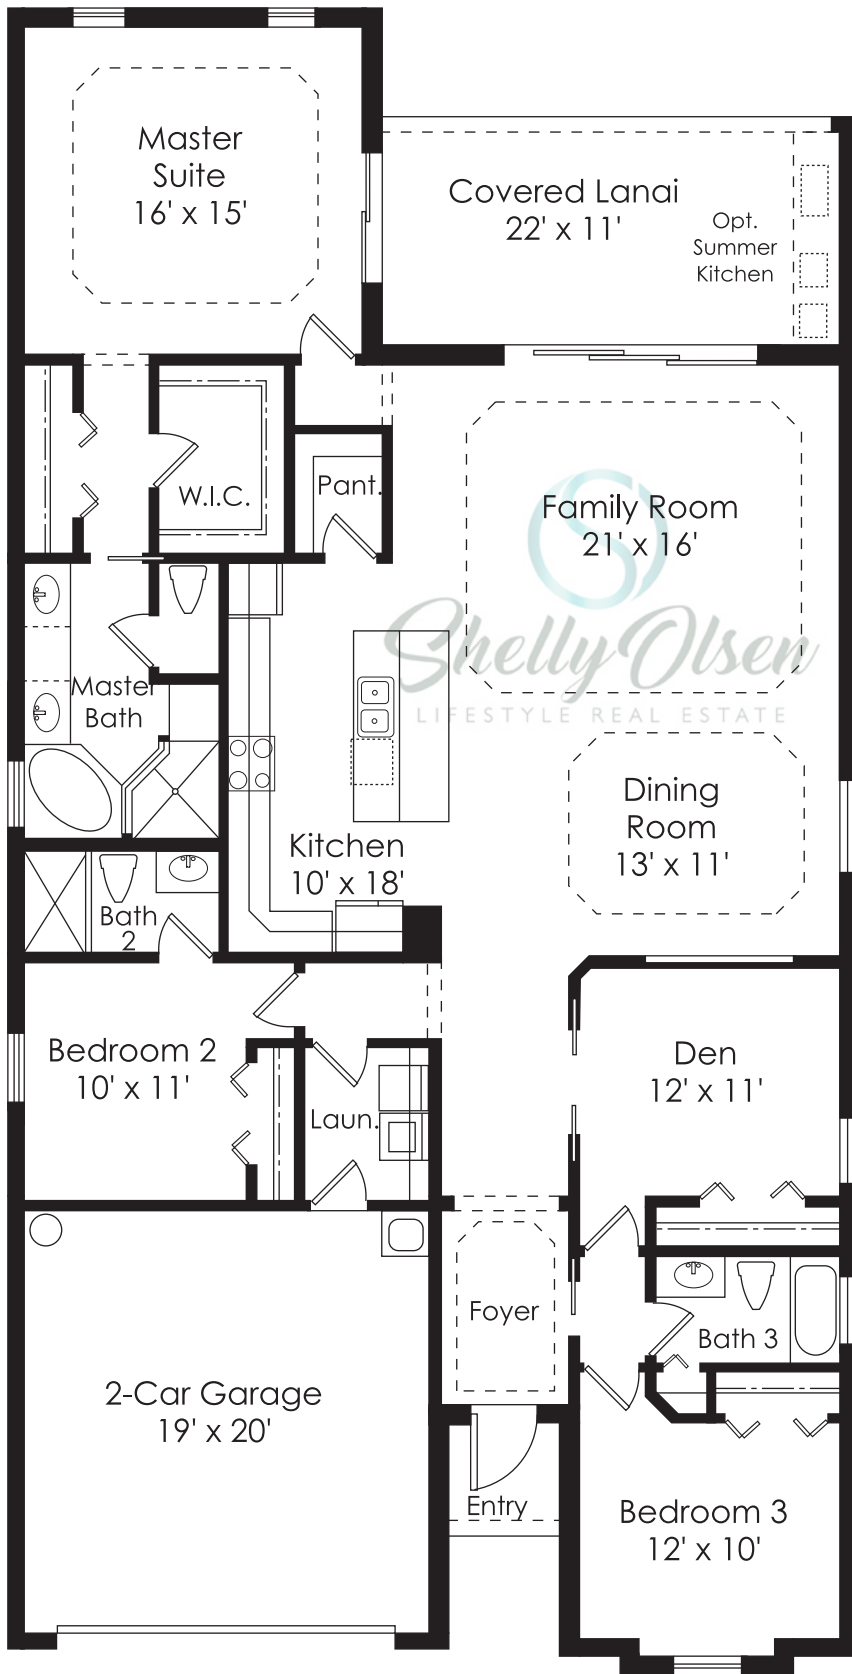 Master
Suite
16' x 15'
Covered Lanai
22' x 11'
Opt.
Summer
Kitchen
W.I.C.
Pant.
Family Room
21' x 16'
Shelly Olsen
LIFESTYLE REAL ESTATE
Master
Bath
Dining
Room
13' x 11'
Kitchen
10' x 18'
Bath
2
Bedroom 2
10' x 11'
Den
12' x 11'
Laun.
Foyer
Bath 3
2-Car Garage
19' x 20'
Entry
Bedroom 3
12' x 10'